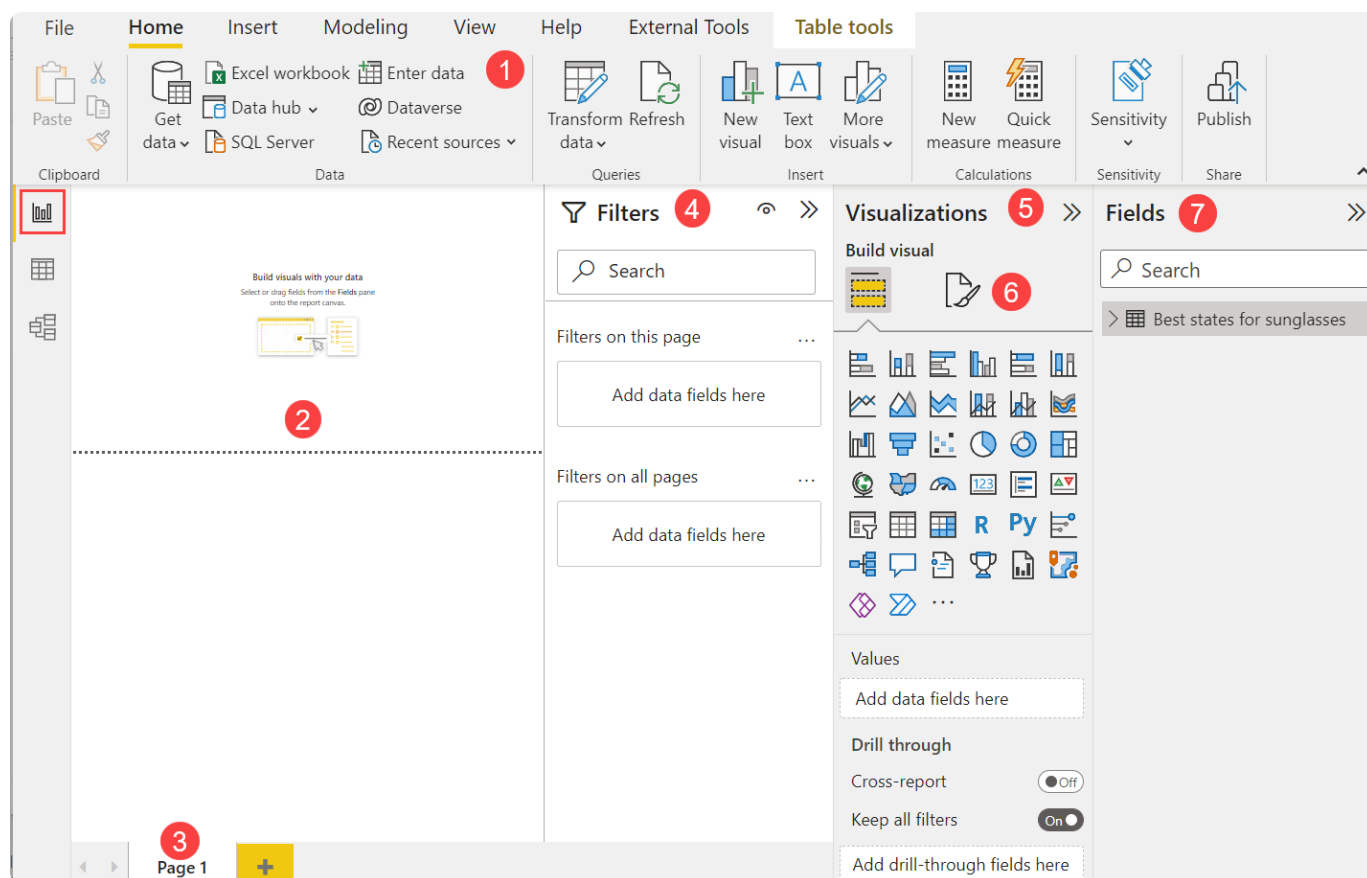 File Home Insert Modeling View Help External Tools Table tools
Paste
Clipboard
Get data
Excel workbook
Data hub
SQL Server
Enter data
Dataverse
Recent sources
1
Data
Transform data
Refresh
Queries
New visual
Text box
More visuals
A
Insert
New measure
Quick measure
Calculations
Sensitivity
Sensitivity
Publish
Share
Build visuals with your data
Select or drag fields from the Fields pane
onto the report canvas.
2
3
Page 1
+
Filters 4
Search
Filters on this page ...
Add data fields here
Filters on all pages ...
Add data fields here
Visualizations 5
Build visual
6
123
R Py
...
Values
Add data fields here
Drill through
Cross-report Off
Keep all filters On
Add drill-through fields here
Fields 7
Search
Best states for sunglasses